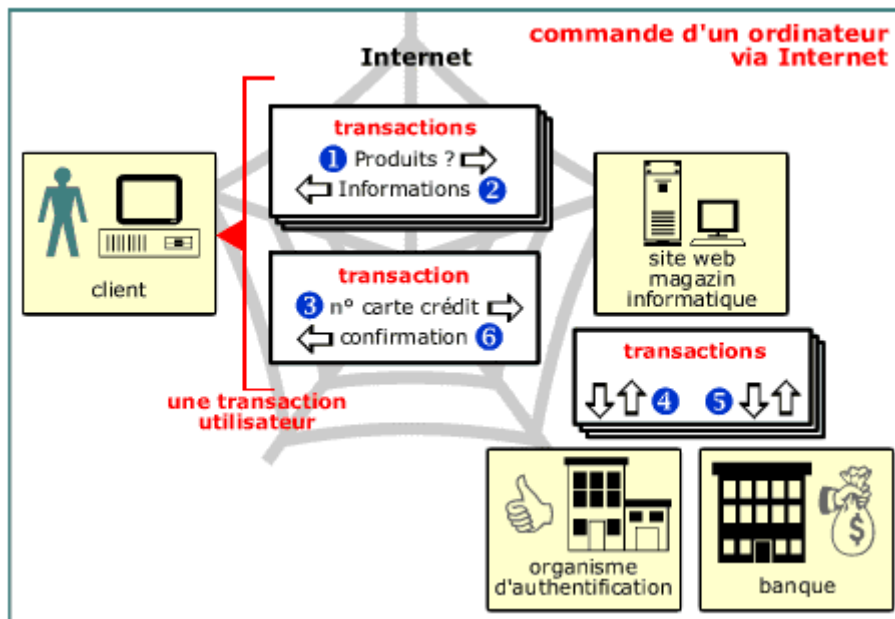 commande d'un ordinateur
via Internet
Internet
transactions
1 Produits ?
Informations 2
client
transaction
3 n° carte crédit
confirmation 6
une transaction
utilisateur
site web
magazin
informatique
transactions
4 5
organisme
d'authentification
$
banque